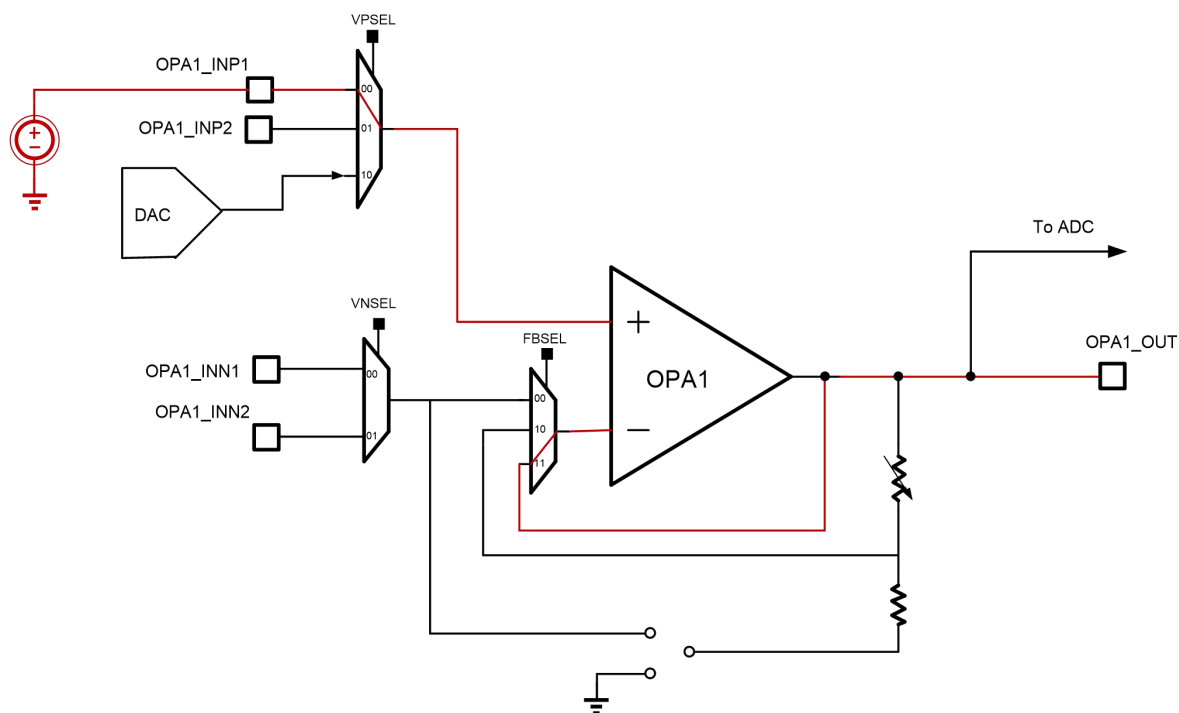 VPSEL
OPA1_INP1
00
OPA1_INP2
01
DAC
10
To ADC
VNSEL
FBSEL
OPA1_INN1
00
OPA1_INN2
01
00
10
11
+
OPA1
−
OPA1_OUT
+
−